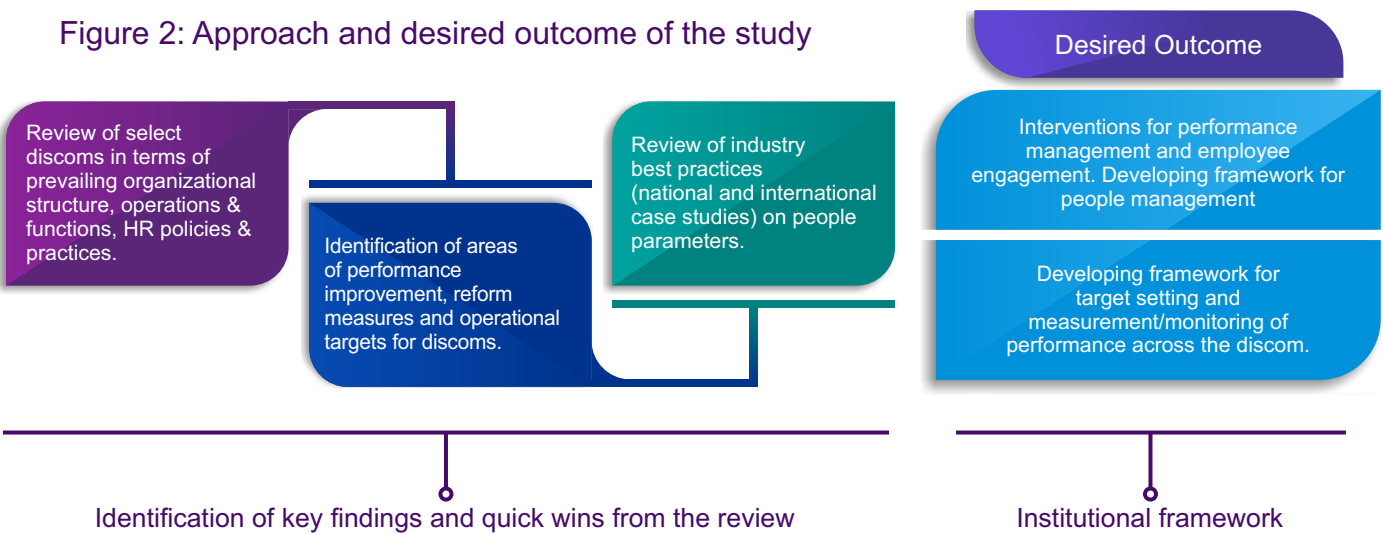 Figure 2: Approach and desired outcome of the study
Review of select
discoms in terms of
prevailing organizational
structure, operations &
functions, HR policies &
practices.
Identification of areas
of performance
improvement, reform
measures and operational
targets for discoms.
Review of industry
best practices
(national and international
case studies) on people
parameters.
Desired Outcome
Interventions for performance
management and employee
engagement. Developing framework for
people management
Developing framework for
target setting and
measurement/monitoring of
performance across the discom.
Identification of key findings and quick wins from the review
Institutional framework